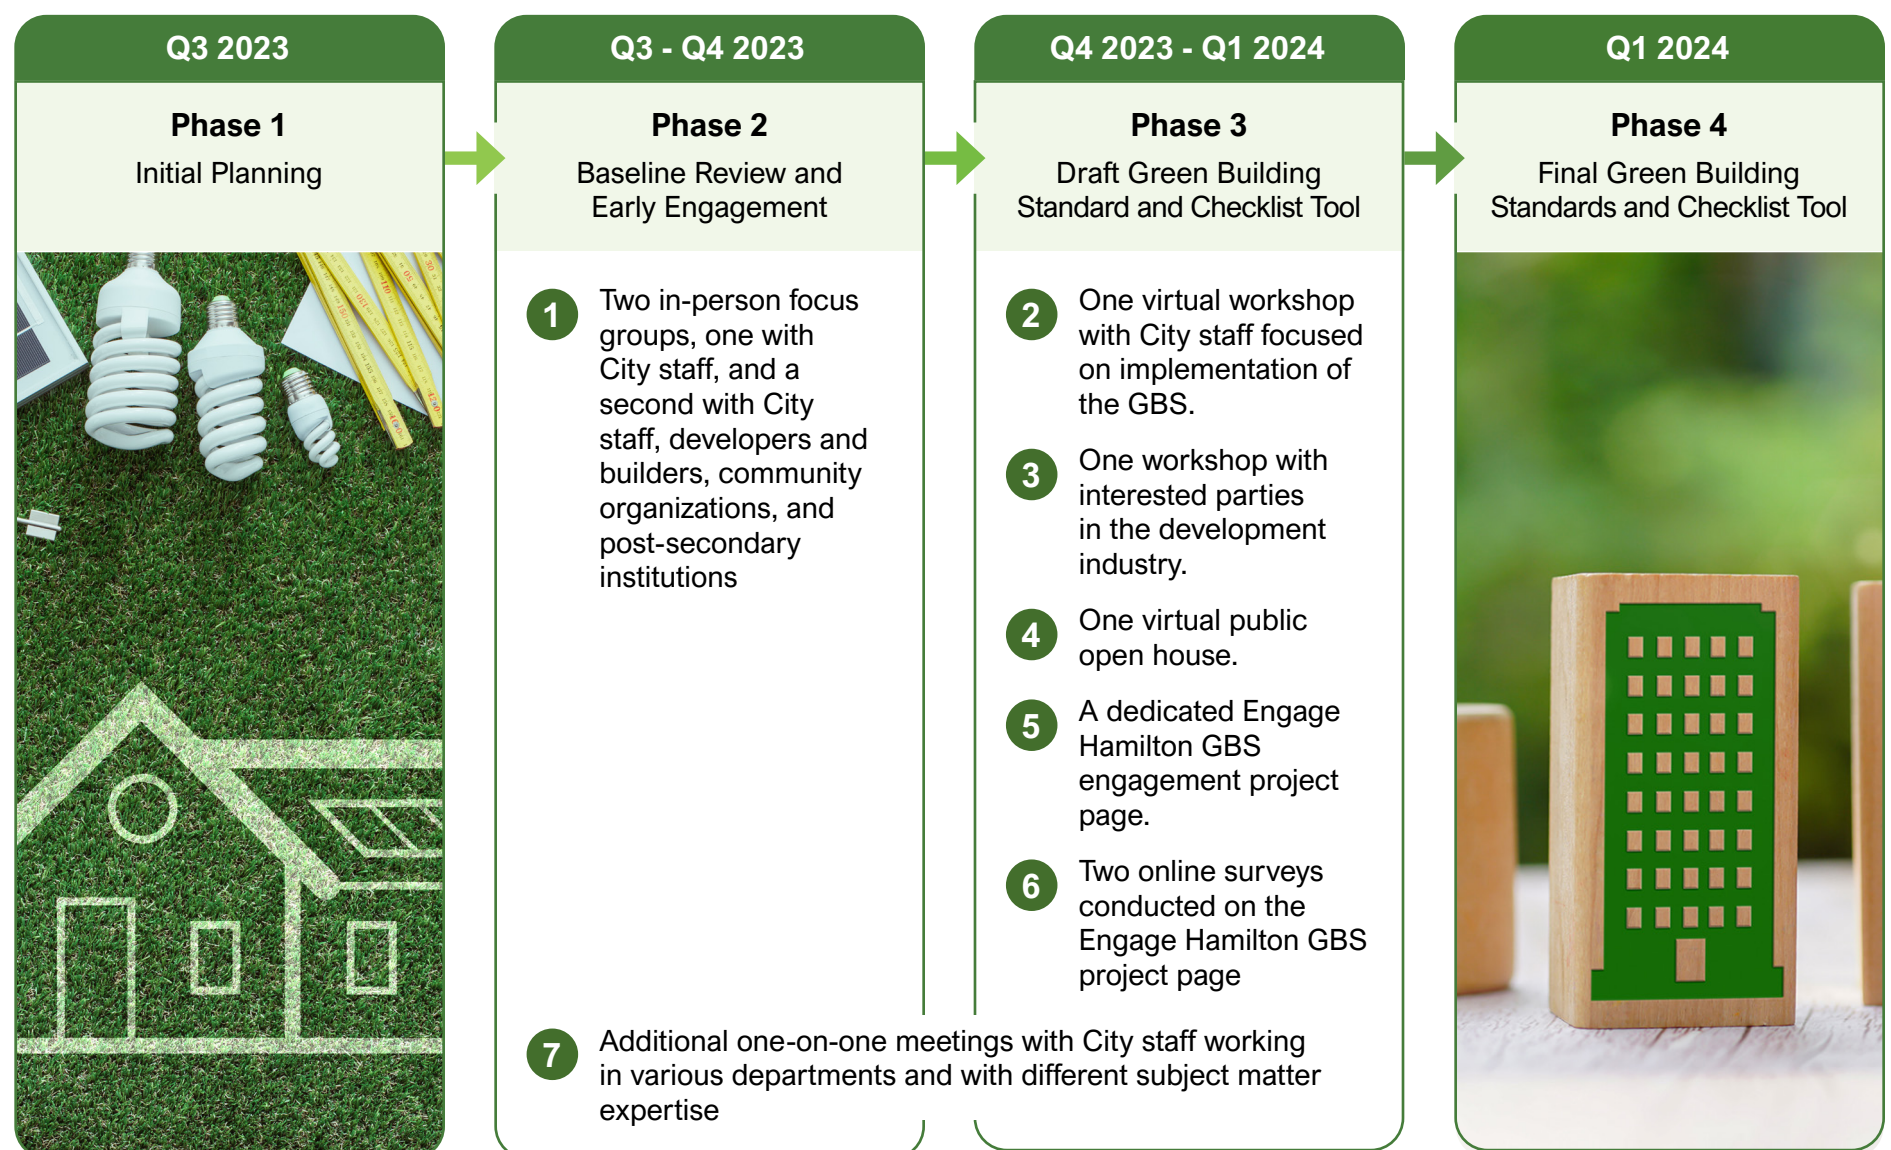 Q3 2023
Phase 1
Initial Planning
Q3 - Q4 2023
Phase 2
Baseline Review and
Early Engagement
1
Two in-person focus
groups, one with
City staff, and a
second with City
staff, developers and
builders, community
organizations, and
post-secondary
institutions
Q4 2023 - Q1 2024
Phase 3
Draft Green Building
Standard and Checklist Tool
2
One virtual workshop
with City staff focused
on implementation of
the GBS.
3
One workshop with
interested parties
in the development
industry.
4
One virtual public
open house.
5
A dedicated Engage
Hamilton GBS
engagement project
page.
6
Two online surveys
conducted on the
Engage Hamilton GBS
project page
7
Additional one-on-one meetings with City staff working
in various departments and with different subject matter
expertise
Q1 2024
Phase 4
Final Green Building
Standards and Checklist Tool